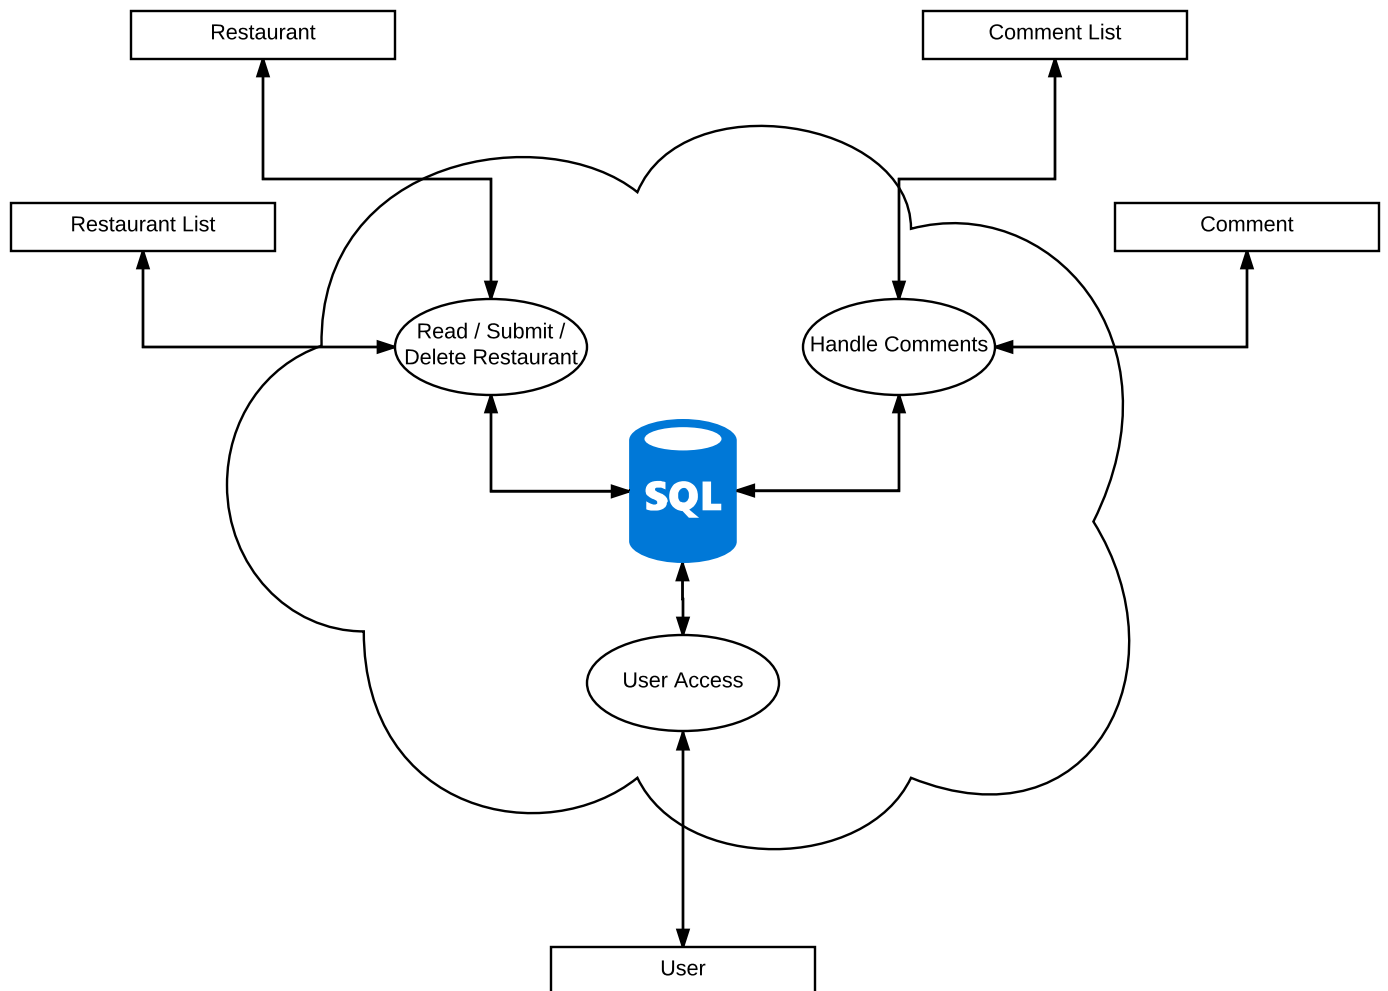 Restaurant
Comment List
Restaurant List
Comment
Read / Submit /
Delete Restaurant
Handle Comments
SQL
User Access
User